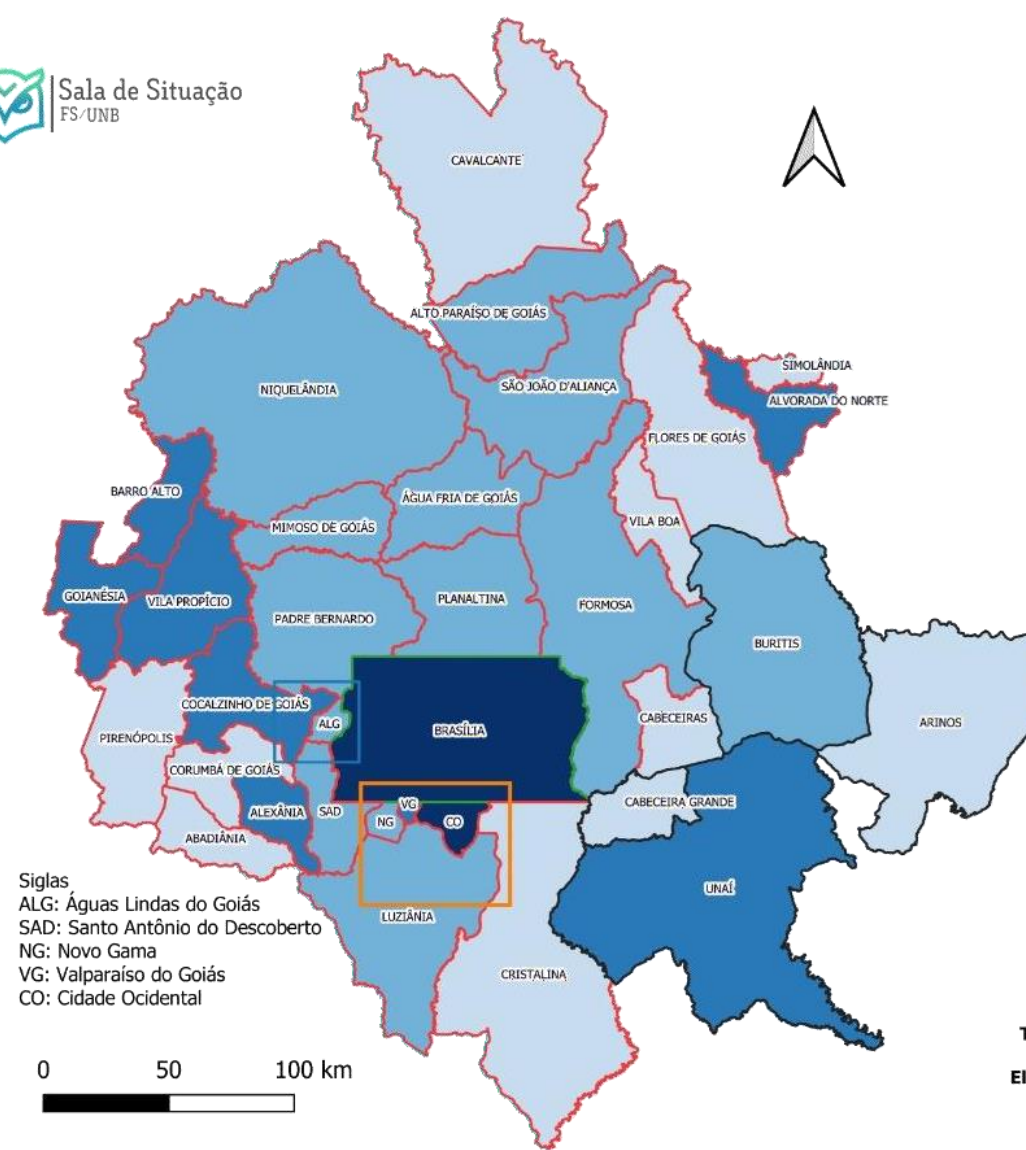 Sala de Situação
FS/UNB
CAVALCANTE
ALTO PARAÍSO DE GOIÁS
SIMOLÂNDIA
NIQUELÂNDIA
SÃO JOÃO D'ALIANÇA
ALVORADA DO NORTE
FLORES DE GOIÁS
BARRO ALTO
ÁGUA FRIA DE GOIÁS
MIMOSO DE GOIÁS
VILA BOA
GOIANÉSIA
VILA PROPÍCIO
PLANALTINA
FORMOSA
PADRE BERNARDO
BURITIS
COCALZINHO DE GOIÁS
ALG
BRASÍLIA
CABECEIRAS
ARINOS
PIRENÓPOLIS
CORUMBÁ DE GOIÁS
ALEXÂNIA
SAD
VG
NG
CO
CABECEIRA GRANDE
ABADIÂNIA
UNAÍ
LUZIÂNIA
CRISTALINA
Siglas
ALG: Águas Lindas do Goiás
SAD: Santo Antônio do Descoberto
NG: Novo Gama
VG: Valparaíso do Goiás
CO: Cidade Ocidental
0 50 100 km